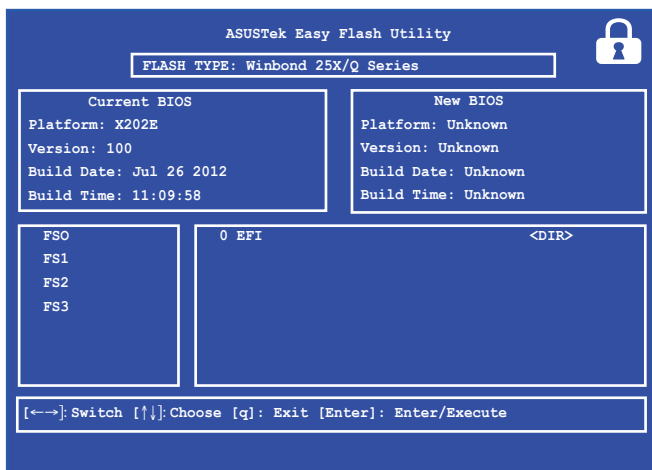 ASUSTek Easy Flash Utility
FLASH TYPE: Winbond 25X/Q Series
Current BIOS
Platform: X202E
Version: 100
Build Date: Jul 26 2012
Build Time: 11:09:58
New BIOS
Platform: Unknown
Version: Unknown
Build Date: Unknown
Build Time: Unknown
FSO
FS1
FS2
FS3
0 EFI <DIR>
[←→]: Switch [↑↓]: Choose [q]: Exit [Enter]: Enter/Execute